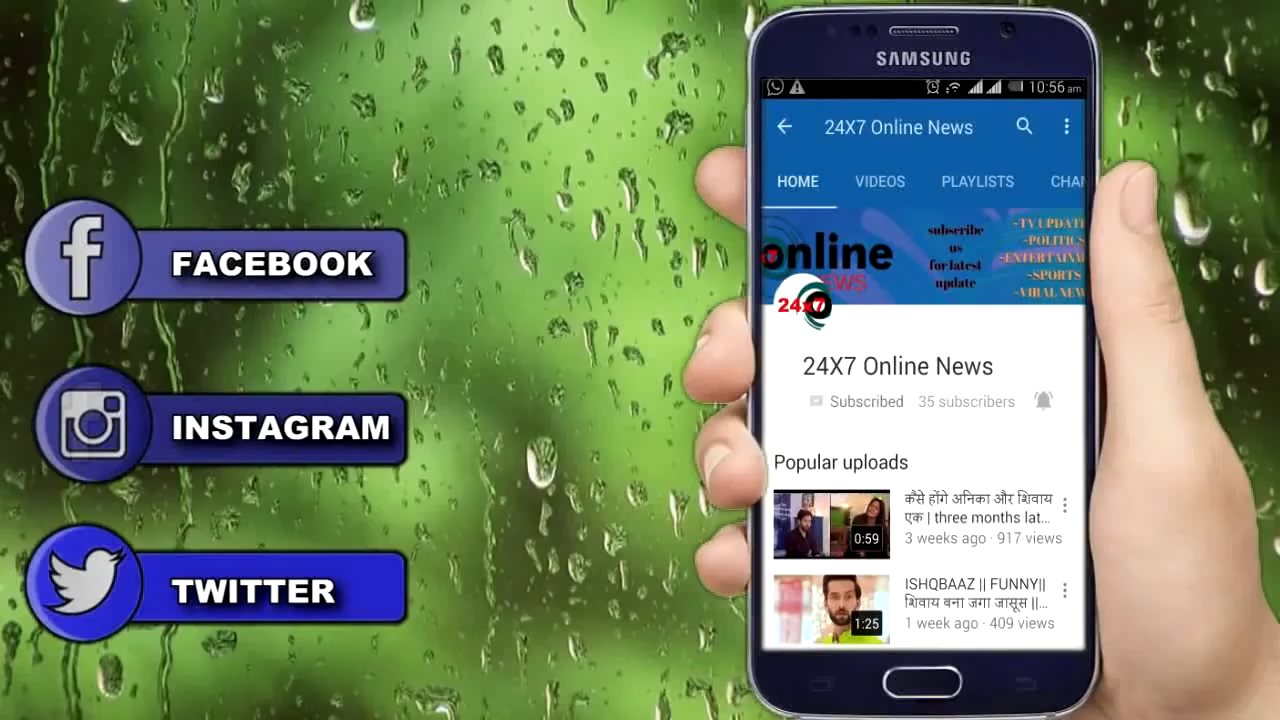 FACEBOOK
INSTAGRAM
TWITTER
SAMSUNG
10:56 am
24X7 Online News
HOME VIDEOS PLAYLISTS CHAN
online
NEWS
24x7
subscribe
us
for latest
update
~TV UPDATE
~POLITICS
~ENTERTAINM
~SPORTS
~VIRAL NEW
24X7 Online News
Subscribed 35 subscribers
Popular uploads
0:59
कैसे होंगे अनिका और शिवाय
एक | three months lat...
3 weeks ago · 917 views
1:25
ISHQBAAZ || FUNNY||
शिवाय बना जगा जासूस ||...
1 week ago · 409 views